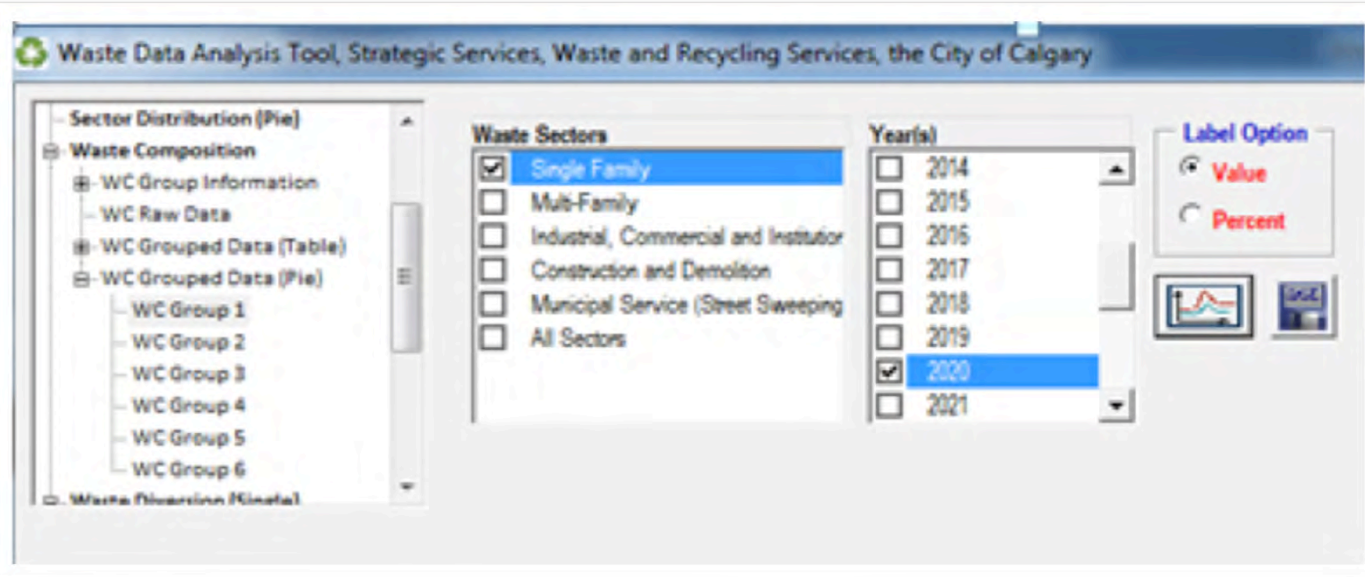 Waste Data Analysis Tool, Strategic Services, Waste and Recycling Services, the City of Calgary
Sector Distribution (Pie)
Waste Composition
WC Group Information
WC Raw Data
WC Grouped Data (Table)
WC Grouped Data (Pie)
WC Group 1
WC Group 2
WC Group 3
WC Group 4
WC Group 5
WC Group 6
Waste Diversion (Single)
Waste Sectors
Single Family
Multi-Family
Industrial, Commercial and Institution
Construction and Demolition
Municipal Service (Street Sweeping
All Sectors
Year(s)
2014
2015
2016
2017
2018
2019
2020
2021
Label Option
Value
Percent